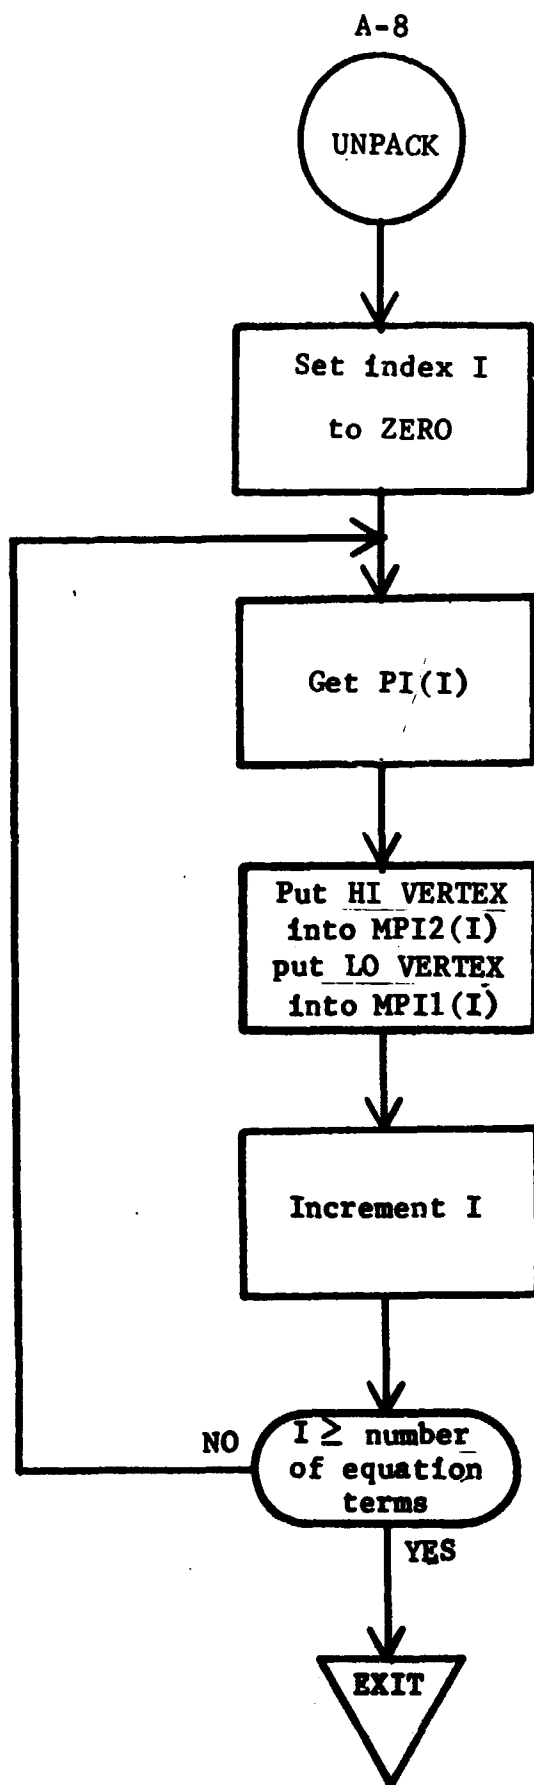 A-8
UNPACK
Set index I
to ZERO
Get PI(I)
Put HI VERTEX
into MPI2(I)
put LO VERTEX
into MPI1(I)
Increment I
NO
I ≥ number
of equation
terms
YES
EXIT